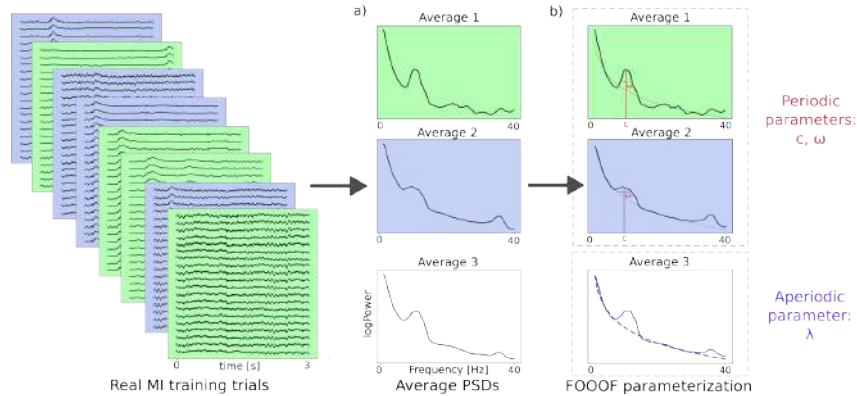 a)
b)
Average 1
Average 1
0
40
0
c
40
Periodic
parameters:
c, ω
Average 2
Average 2
0
40
0
c
40
Average 3
Average 3
Aperiodic
parameter:
λ
logPower
0
time [s]
3
0
Frequency [Hz]
40
0
40
Real MI training trials
Average PSDs
FOOOF parameterization